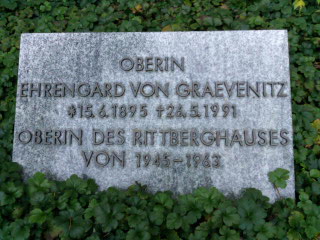 OBERIN
EHRENGARD VON GRAEVENITZ
*15.6.1895 †26.5.1991
OBERIN DES RITTBERGHAUSES
VON 1945-1963